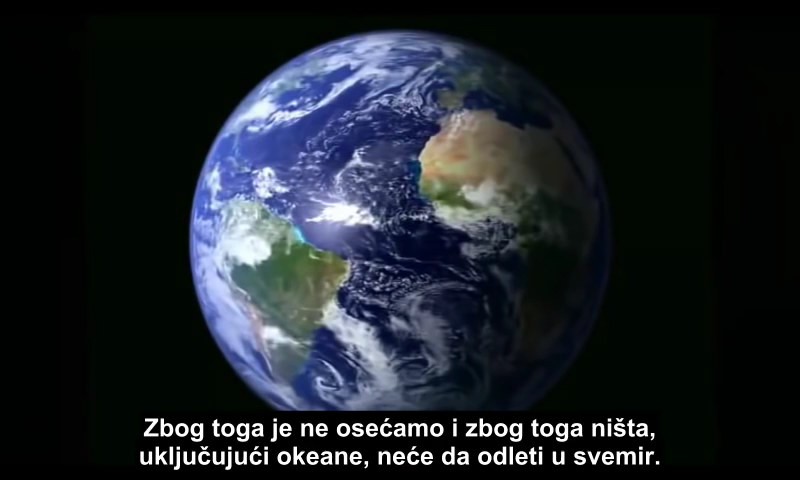 Zbog toga je ne osećamo i zbog toga ništa,
uključujući okeane, neće da odleti u svemir.